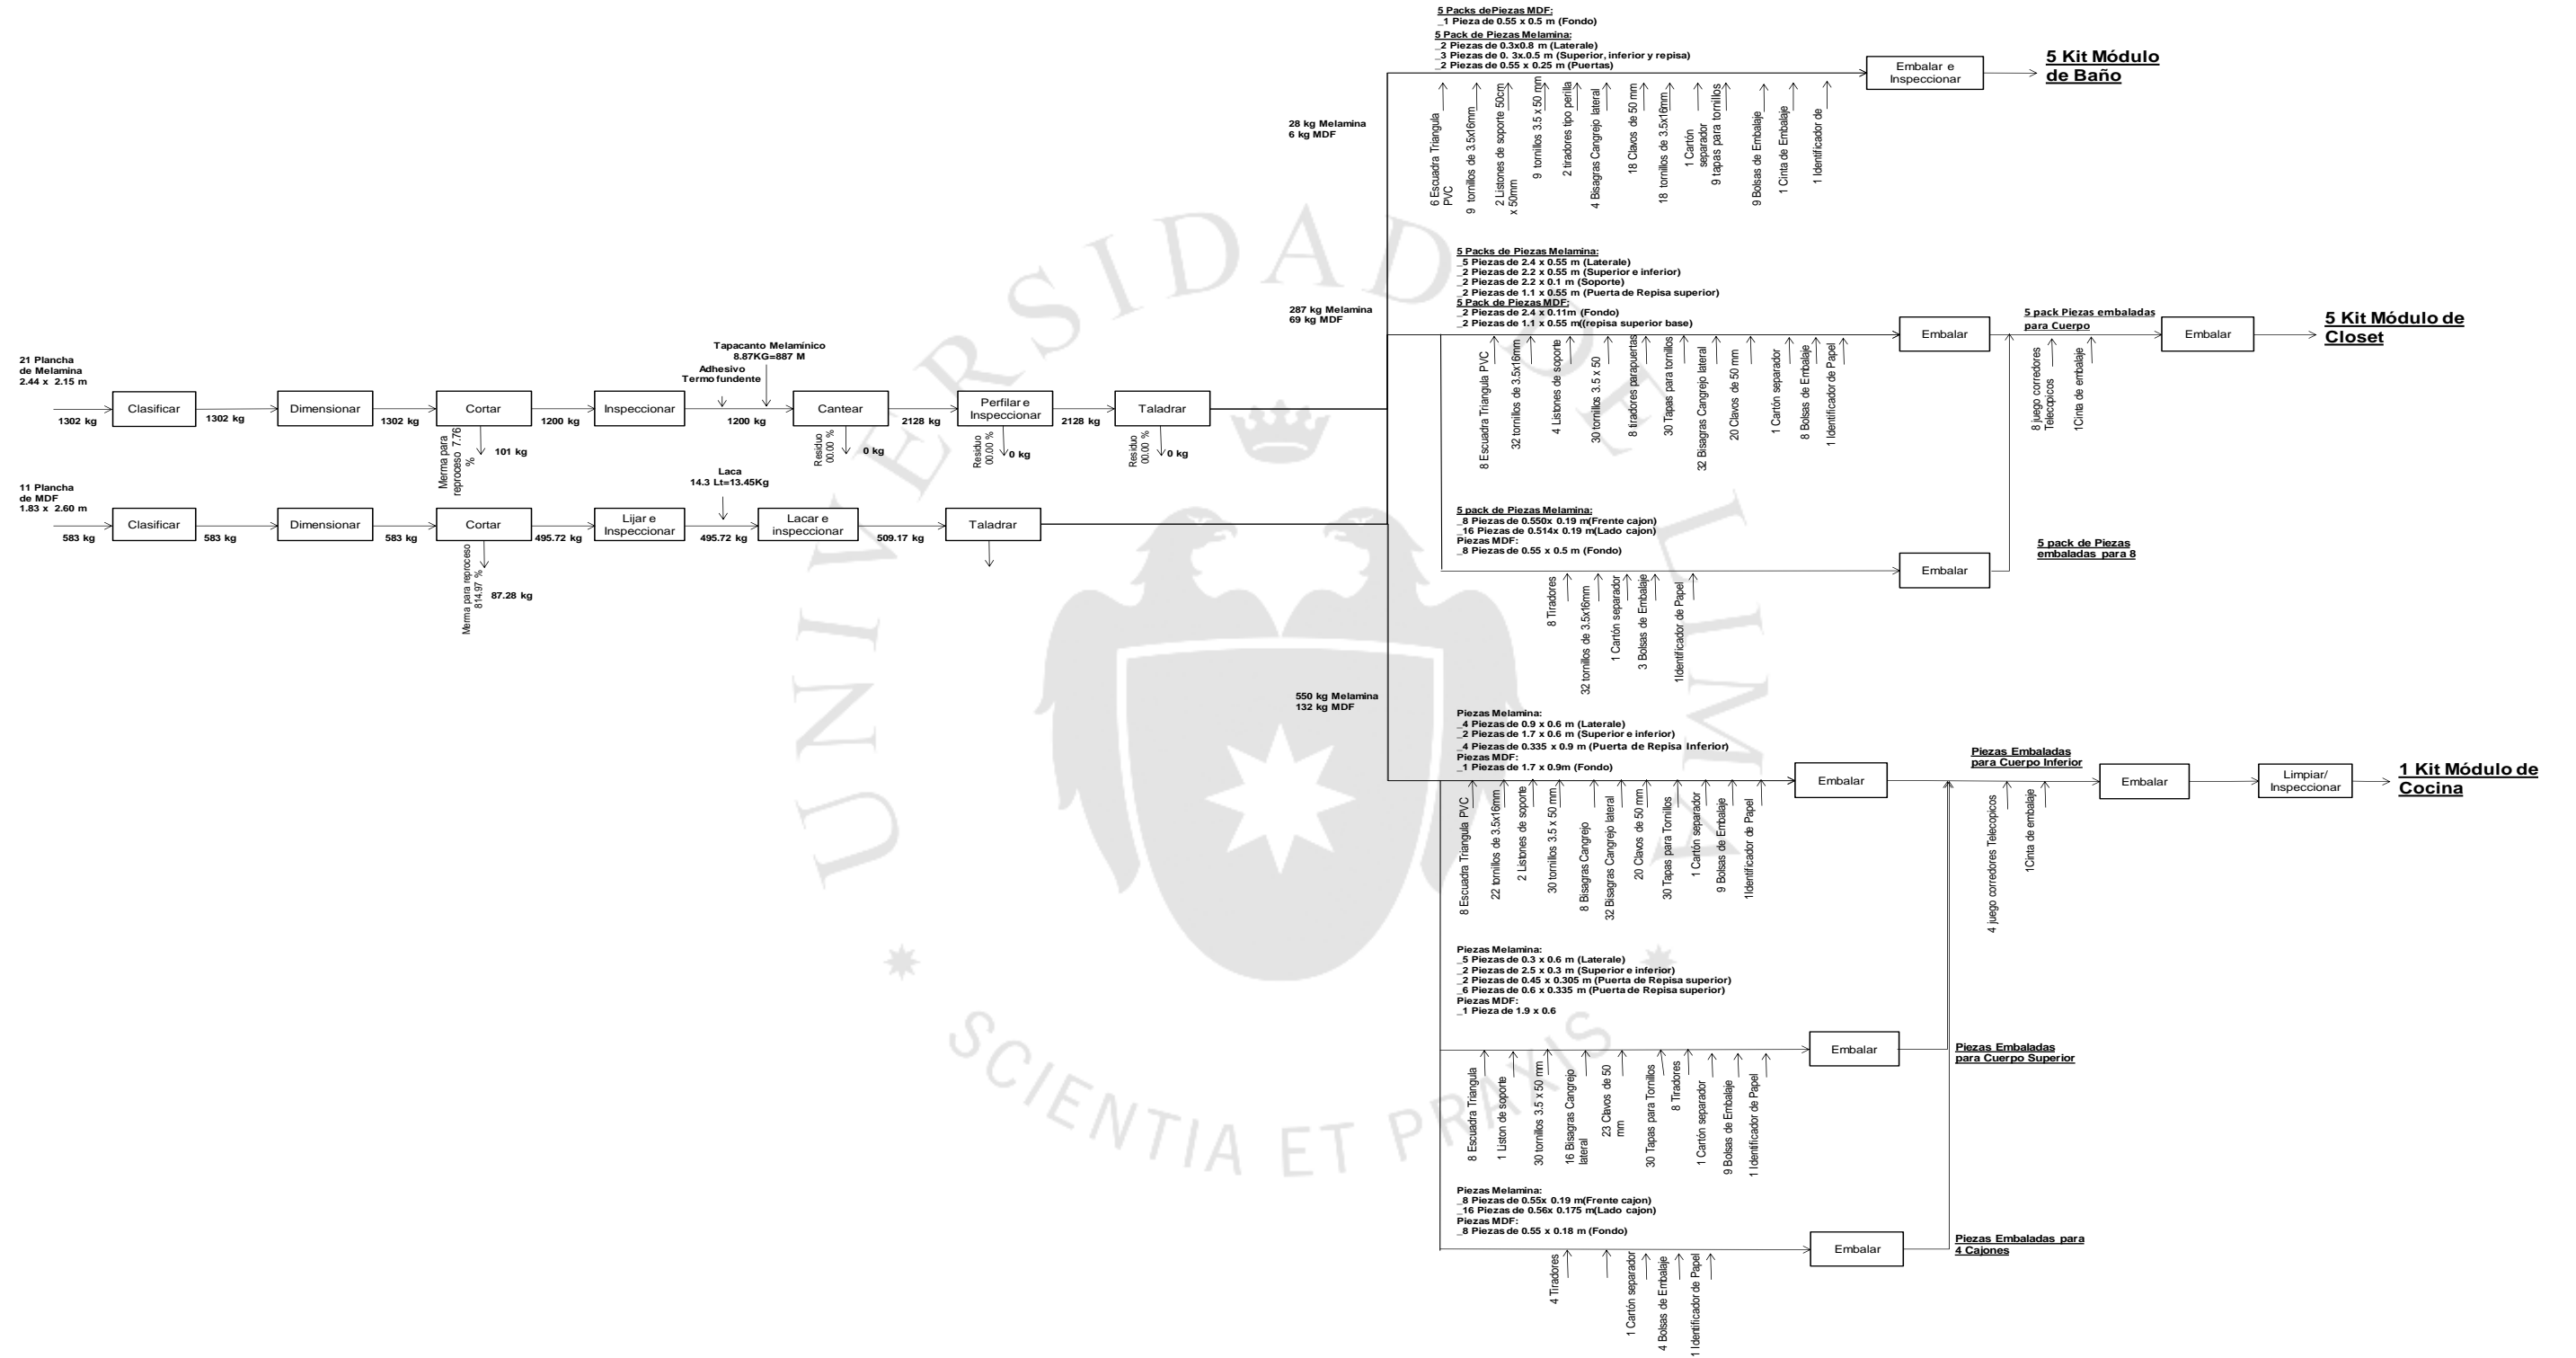 5 Packs dePiezas MDF:
_1 Pieza de 0.55 x 0.5 m (Fondo)
5 Pack de Piezas Melamina:
_2 Piezas de 0.3x0.8 m (Laterale)
_3 Piezas de 0. 3x.0.5 m (Superior, inferior y repisa)
_2 Piezas de 0.55 x 0.25 m (Puertas)
Embalar e
Inspeccionar
5 Kit Módulo
de Baño
28 kg Melamina
6 kg MDF
6 Escuadra Triangula
PVC
9 tornillos de 3.5x16mm
2 Listones de soporte 50cm
x 50mm
9 tornillos 3.5 x 50 mm
2 tiradores tipo perilla
4 Bisagras Cangrejo lateral
18 Clavos de 50 mm
18 tornillos de 3.5x16mm
1 Cartón
separador
9 tapas para tornillos
9 Bolsas de Embalaje
1 Cinta de Embalaje
1 Identificador de
5 Packs de Piezas Melamina:
_5 Piezas de 2.4 x 0.55 m (Laterale)
_2 Piezas de 2.2 x 0.55 m (Superior e inferior)
_2 Piezas de 2.2 x 0.1 m (Soporte)
_2 Piezas de 1.1 x 0.55 m (Puerta de Repisa superior)
5 Pack de Piezas MDF:
_2 Piezas de 2.4 x 0.11m (Fondo)
_2 Piezas de 1.1 x 0.55 m((repisa superior base)
287 kg Melamina
69 kg MDF
Embalar
5 pack Piezas embaladas
para Cuerpo
Embalar
5 Kit Módulo de
Closet
8 Escuadra Triangula PVC
32 tornillos de 3.5x16mm
4 Listones de soporte
30 tornillos 3.5 x 50
8 tiradores parapuertas
30 Tapas para tornillos
32 Bisagras Cangrejo lateral
20 Clavos de 50 mm
1 Cartón separador
8 Bolsas de Embalaje
1 Identificador de Papel
8 juego corredores
Telecopicos
1Cinta de embalaje
21 Plancha
de Melamina
2.44 x 2.15 m
1302 kg
Clasificar
1302 kg
Dimensionar
1302 kg
Cortar
1200 kg
Inspeccionar
Adhesivo
Termo fundente
Tapacanto Melamínico
8.87KG=887 M
1200 kg
Cantear
2128 kg
Perfilar e
Inspeccionar
2128 kg
Taladrar
Merma para
reproceso 7.76
%
101 kg
Residuo
00.00 %
0 kg
Residuo
00.00 %
0 kg
Residuo
00.00 %
0 kg
11 Plancha
de MDF
1.83 x 2.60 m
583 kg
Clasificar
583 kg
Dimensionar
583 kg
Cortar
495.72 kg
Lijar e
Inspeccionar
Laca
14.3 Lt=13.45Kg
495.72 kg
Lacar e
inspeccionar
509.17 kg
Taladrar
Merma para reproceso
814.97 %
87.28 kg
5 pack de Piezas Melamina:
_8 Piezas de 0.550x 0.19 m(Frente cajon)
_16 Piezas de 0.514x 0.19 m(Lado cajon)
Piezas MDF:
_8 Piezas de 0.55 x 0.5 m (Fondo)
Embalar
5 pack de Piezas
embaladas para 8
8 Tiradores
32 tornillos de 3.5x16mm
1 Cartón separador
3 Bolsas de Embalaje
1Identificador de Papel
550 kg Melamina
132 kg MDF
Piezas Melamina:
_4 Piezas de 0.9 x 0.6 m (Laterale)
_2 Piezas de 1.7 x 0.6 m (Superior e inferior)
_4 Piezas de 0.335 x 0.9 m (Puerta de Repisa Inferior)
Piezas MDF:
_1 Piezas de 1.7 x 0.9m (Fondo)
Embalar
Piezas Embaladas
para Cuerpo Inferior
Embalar
Limpiar/
Inspeccionar
1 Kit Módulo de
Cocina
8 Escuadra Triangula PVC
22 tornillos de 3.5x16mm
2 Listones de soporte
30 tornillos 3.5 x 50 mm
8 Bisagras Cangrejo
32 Bisagras Cangrejo lateral
20 Clavos de 50 mm
30 Tapas para Tornillos
1 Cartón separador
9 Bolsas de Embalaje
1Identificador de Papel
4 juego corredores Telecopicos
1Cinta de embalaje
Piezas Melamina:
_5 Piezas de 0.3 x 0.6 m (Laterale)
_2 Piezas de 2.5 x 0.3 m (Superior e inferior)
_2 Piezas de 0.45 x 0.305 m (Puerta de Repisa superior)
_6 Piezas de 0.6 x 0.335 m (Puerta de Repisa superior)
Piezas MDF:
_1 Pieza de 1.9 x 0.6
Embalar
Piezas Embaladas
para Cuerpo Superior
8 Escuadra Triangula
1 Liston de soporte
30 tornillos 3.5 x 50 mm
16 Bisagras Cangrejo
lateral
23 Clavos de 50
mm
30 Tapas para Tornillos
8 Tiradores
1 Cartón separador
9 Bolsas de Embalaje
1 Identificador de Papel
Piezas Melamina:
_8 Piezas de 0.55x 0.19 m(Frente cajon)
_16 Piezas de 0.56x 0.175 m(Lado cajon)
Piezas MDF:
_8 Piezas de 0.55 x 0.18 m (Fondo)
Embalar
Piezas Embaladas para
4 Cajones
4 Tiradores
1 Cartón separador
4 Bolsas de Embalaje
1 Identificador de Papel
UNIVERSIDAD DE LIMA
SCIENTIA ET PRAXIS